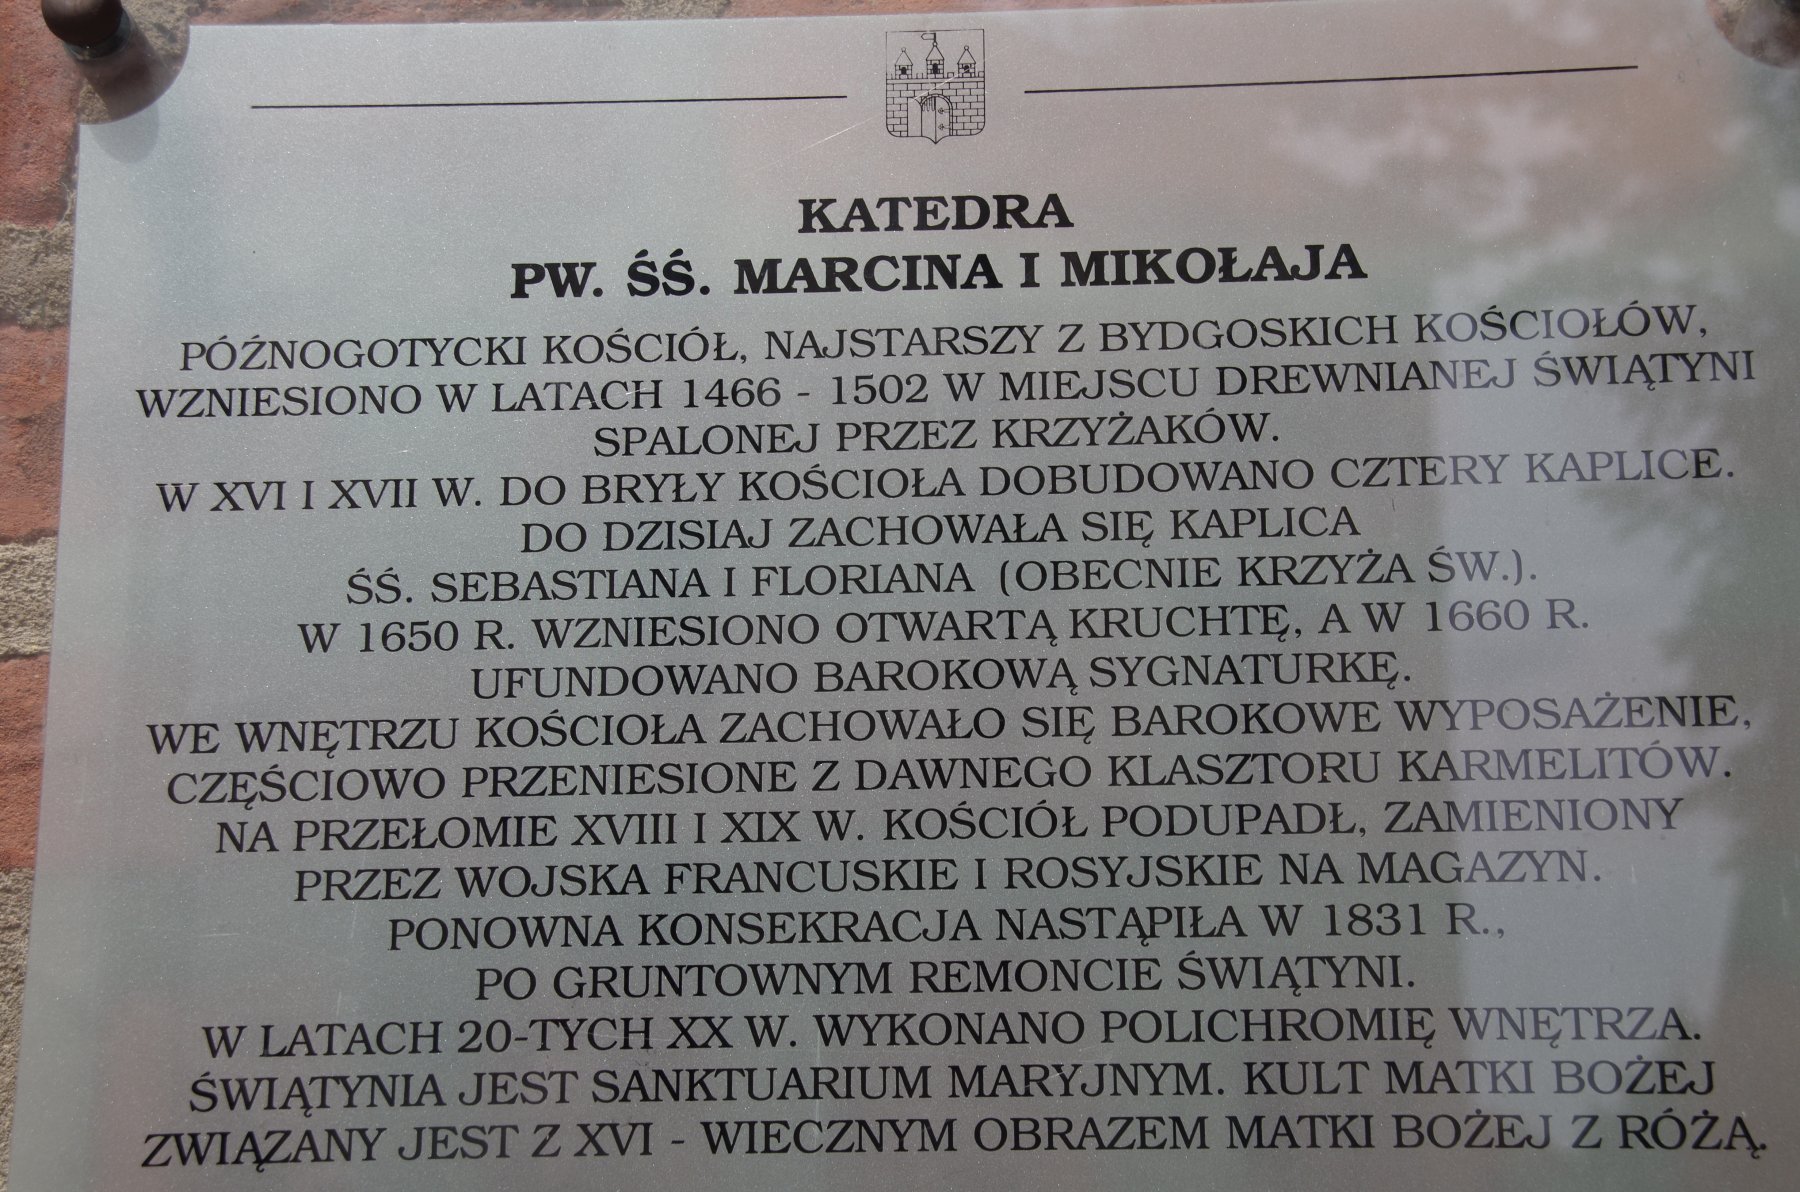 KATEDRA
PW. ŚŚ. MARCINA I MIKOŁAJA
PÓŹNOGOTYCKI KOŚCIÓŁ, NAJSTARSZY Z BYDGOSKICH KOŚCIOŁÓW,
WZNIESIONO W LATACH 1466 - 1502 W MIEJSCU DREWNIANEJ ŚWIĄTYNI
SPALONEJ PRZEZ KRZYŻAKÓW.
W XVI I XVII W. DO BRYŁY KOŚCIOŁA DOBUDOWANO CZTERY KAPLICE.
DO DZISIAJ ZACHOWAŁA SIĘ KAPLICA
ŚŚ. SEBASTIANA I FLORIANA (OBECNIE KRZYŻA ŚW.).
W 1650 R. WZNIESIONO OTWARTĄ KRUCHTĘ, A W 1660 R.
UFUNDOWANO BAROKOWĄ SYGNATURKĘ.
WE WNĘTRZU KOŚCIOŁA ZACHOWAŁO SIĘ BAROKOWE WYPOSAŻENIE,
CZĘŚCIOWO PRZENIESIONE Z DAWNEGO KLASZTORU KARMELITÓW.
NA PRZEŁOMIE XVIII I XIX W. KOŚCIÓŁ PODUPADŁ, ZAMIENIONY
PRZEZ WOJSKA FRANCUSKIE I ROSYJSKIE NA MAGAZYN.
PONOWNA KONSEKRACJA NASTĄPIŁA W 1831 R.,
PO GRUNTOWNYM REMONCIE ŚWIĄTYNI.
W LATACH 20-TYCH XX W. WYKONANO POLICHROMIĘ WNĘTRZA.
ŚWIĄTYNIA JEST SANKTUARIUM MARYJNYM. KULT MATKI BOŻEJ
ZWIĄZANY JEST Z XVI - WIECZNYM OBRAZEM MATKI BOŻEJ Z RÓŻĄ.